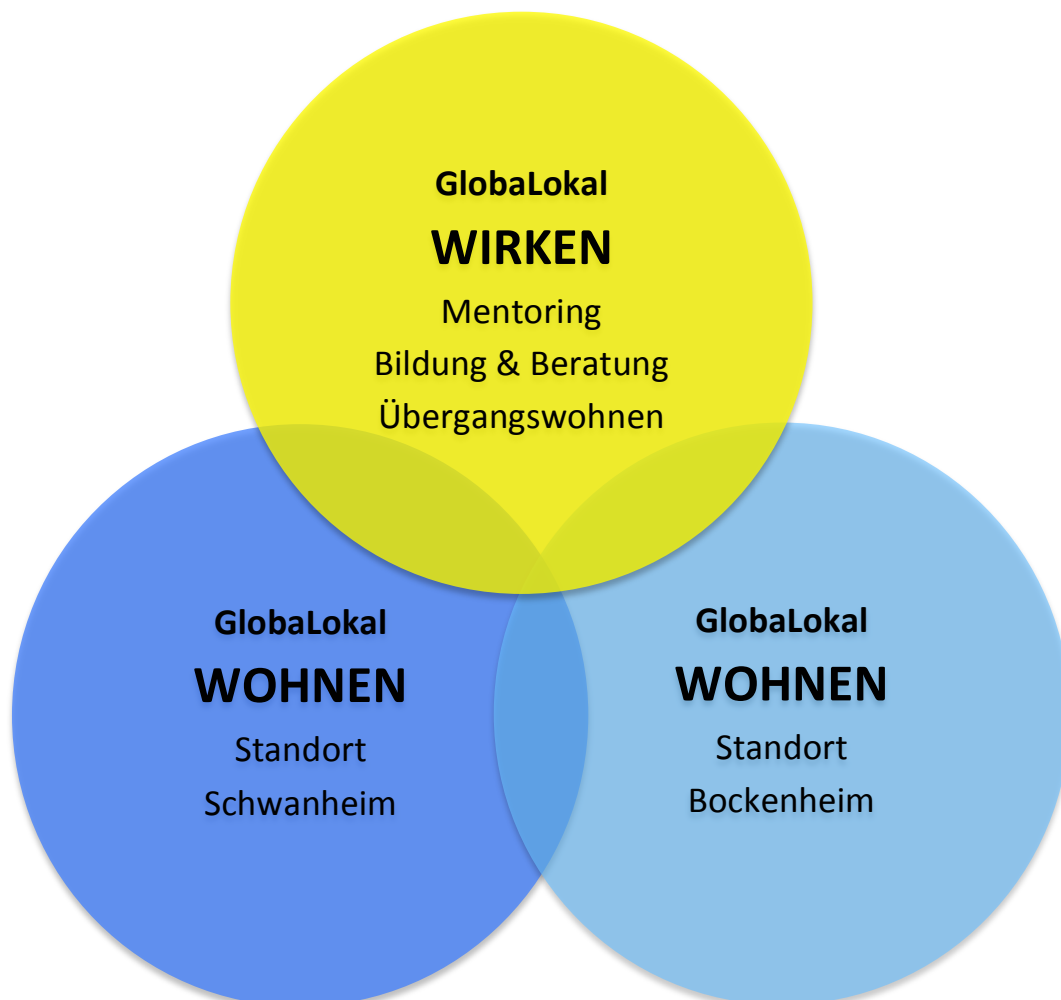 GlobaLokal
WIRKEN
Mentoring
Bildung & Beratung
Übergangswohnen
GlobaLokal
WOHNEN
Standort
Schwanheim
GlobaLokal
WOHNEN
Standort
Bockenheim